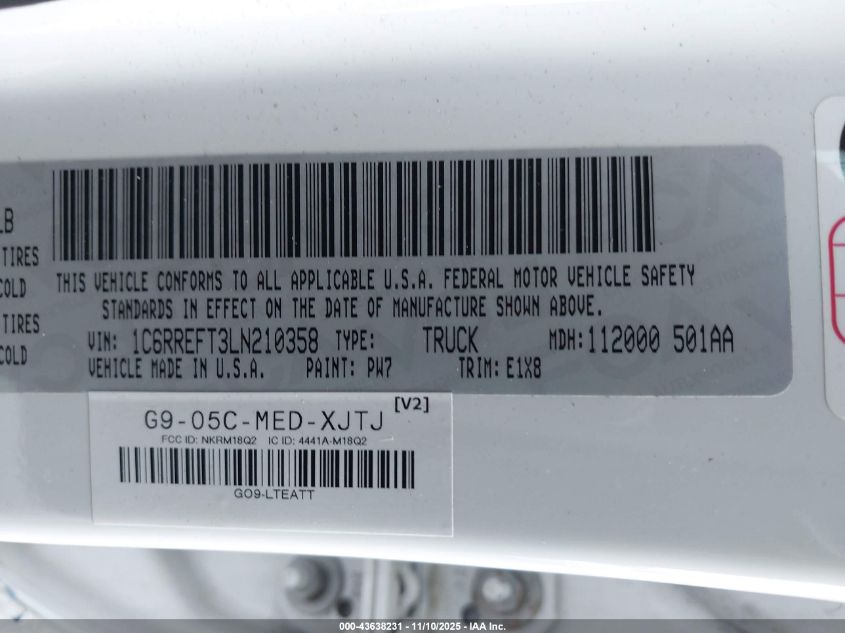 LB
TIRES
COLD
TIRES
COLD
THIS VEHICLE CONFORMS TO ALL APPLICABLE U.S.A. FEDERAL MOTOR VEHICLE SAFETY
STANDARDS IN EFFECT ON THE DATE OF MANUFACTURE SHOWN ABOVE.
VIN: 1C6RREFT3LN210358 TYPE: TRUCK MDH: 112000 501AA
VEHICLE MADE IN U.S.A. PAINT: PW7 TRIM: E1X8
G9-05C-MED-XJTJ [V2]
FCC ID: NKRM18Q2 IC ID: 4441A-M18Q2
GO9-LTEATT
000-43638231 - 11/10/2025 - IAA Inc.